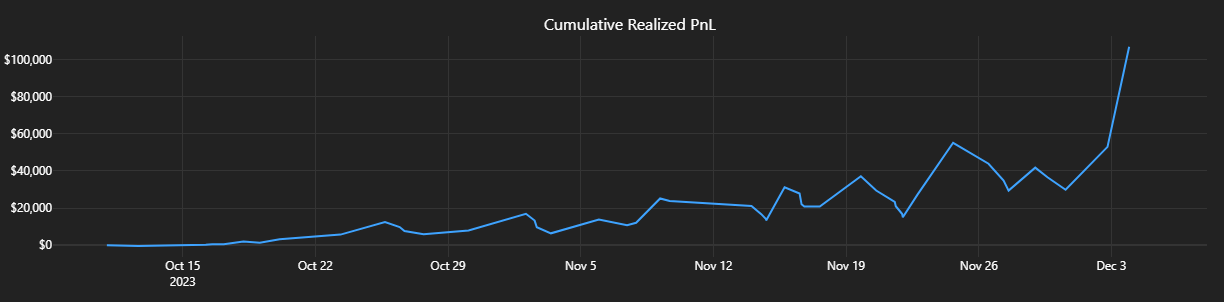 Cumulative Realized PnL
$100,000
$80,000
$60,000
$40,000
$20,000
$0
Oct 15
2023
Oct 22
Oct 29
Nov 5
Nov 12
Nov 19
Nov 26
Dec 3